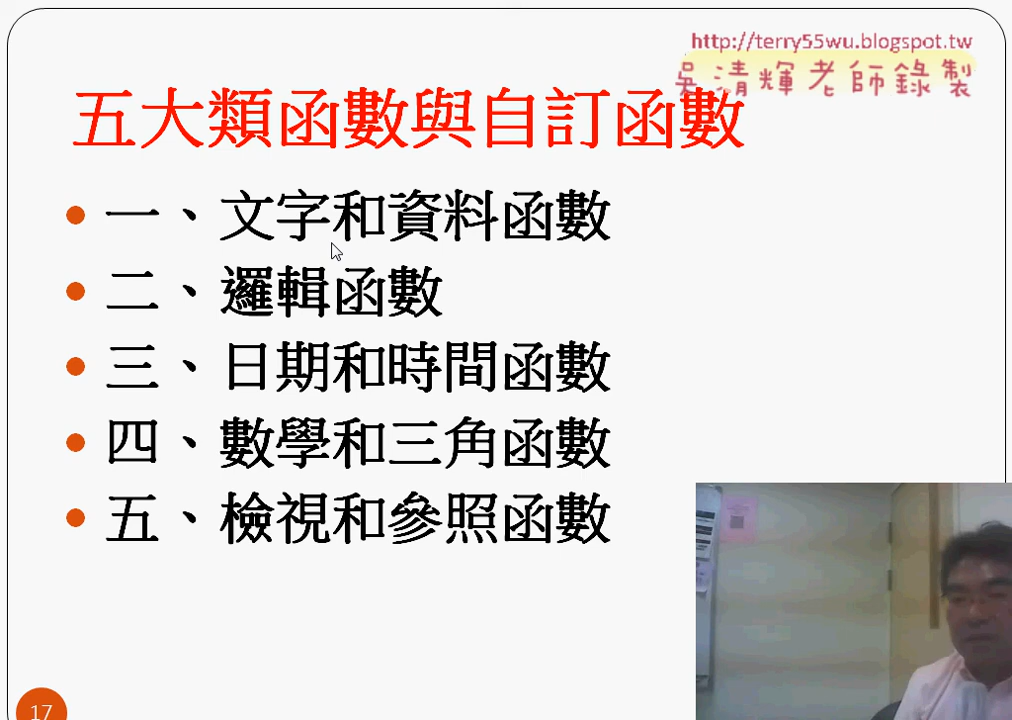 http://terry55wu.blogspot.tw
吳清輝老師錄製
五大類函數與自訂函數
一、文字和資料函數
二、邏輯函數
三、日期和時間函數
四、數學和三角函數
五、檢視和參照函數
17